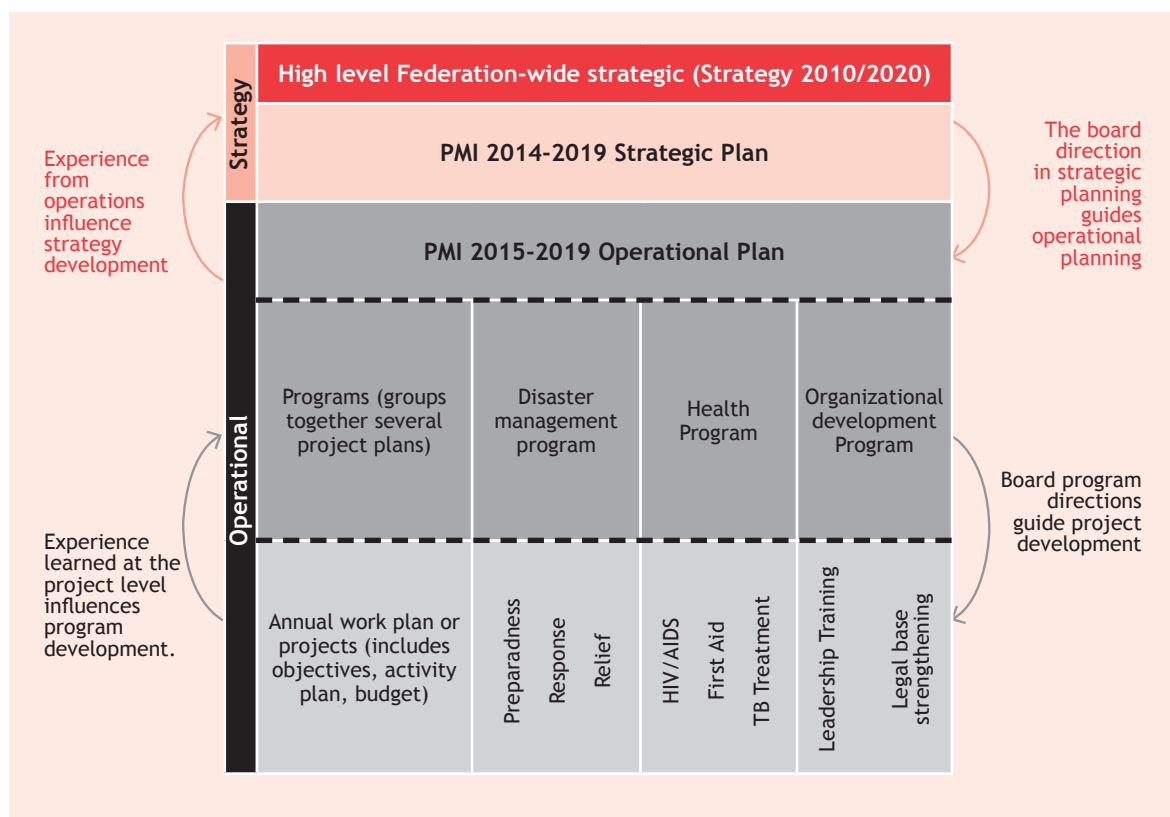 High level Federation-wide strategic (Strategy 2010/2020)
Strategy
PMI 2014-2019 Strategic Plan
Experience
from
operations
influence
strategy
development
The board
direction
in strategic
planning
guides
operational
planning
PMI 2015-2019 Operational Plan
Operational
Programs (groups
together several
project plans)
Disaster
management
program
Health
Program
Organizational
development
Program
Experience
learned at the
project level
influences
program
development.
Board program
directions
guide project
development
Annual work plan or
projects (includes
objectives, activity
plan, budget)
Preparadness
Response
Relief
HIV/AIDS
First Aid
TB Treatment
Leadership Training
Legal base
strengthening